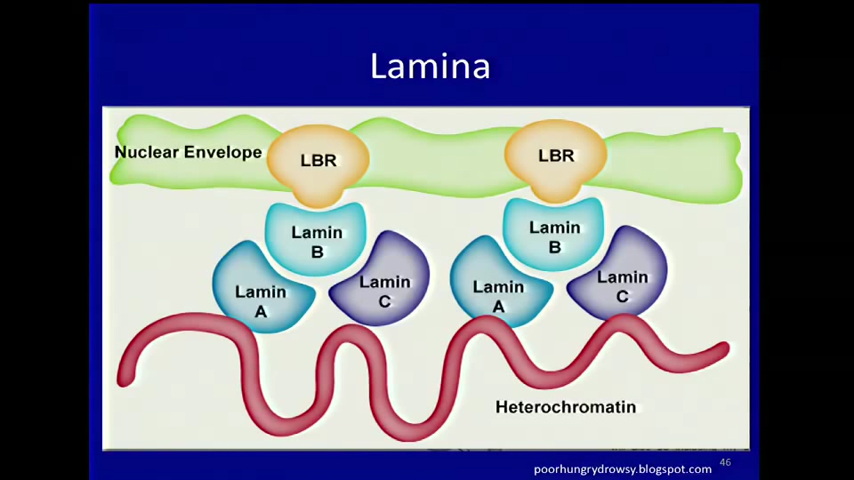 Lamina
Nuclear Envelope
LBR
LBR
Lamin
B
Lamin
B
Lamin
A
Lamin
C
Lamin
A
Lamin
C
Heterochromatin
46
poorhungrydrowsy.blogspot.com